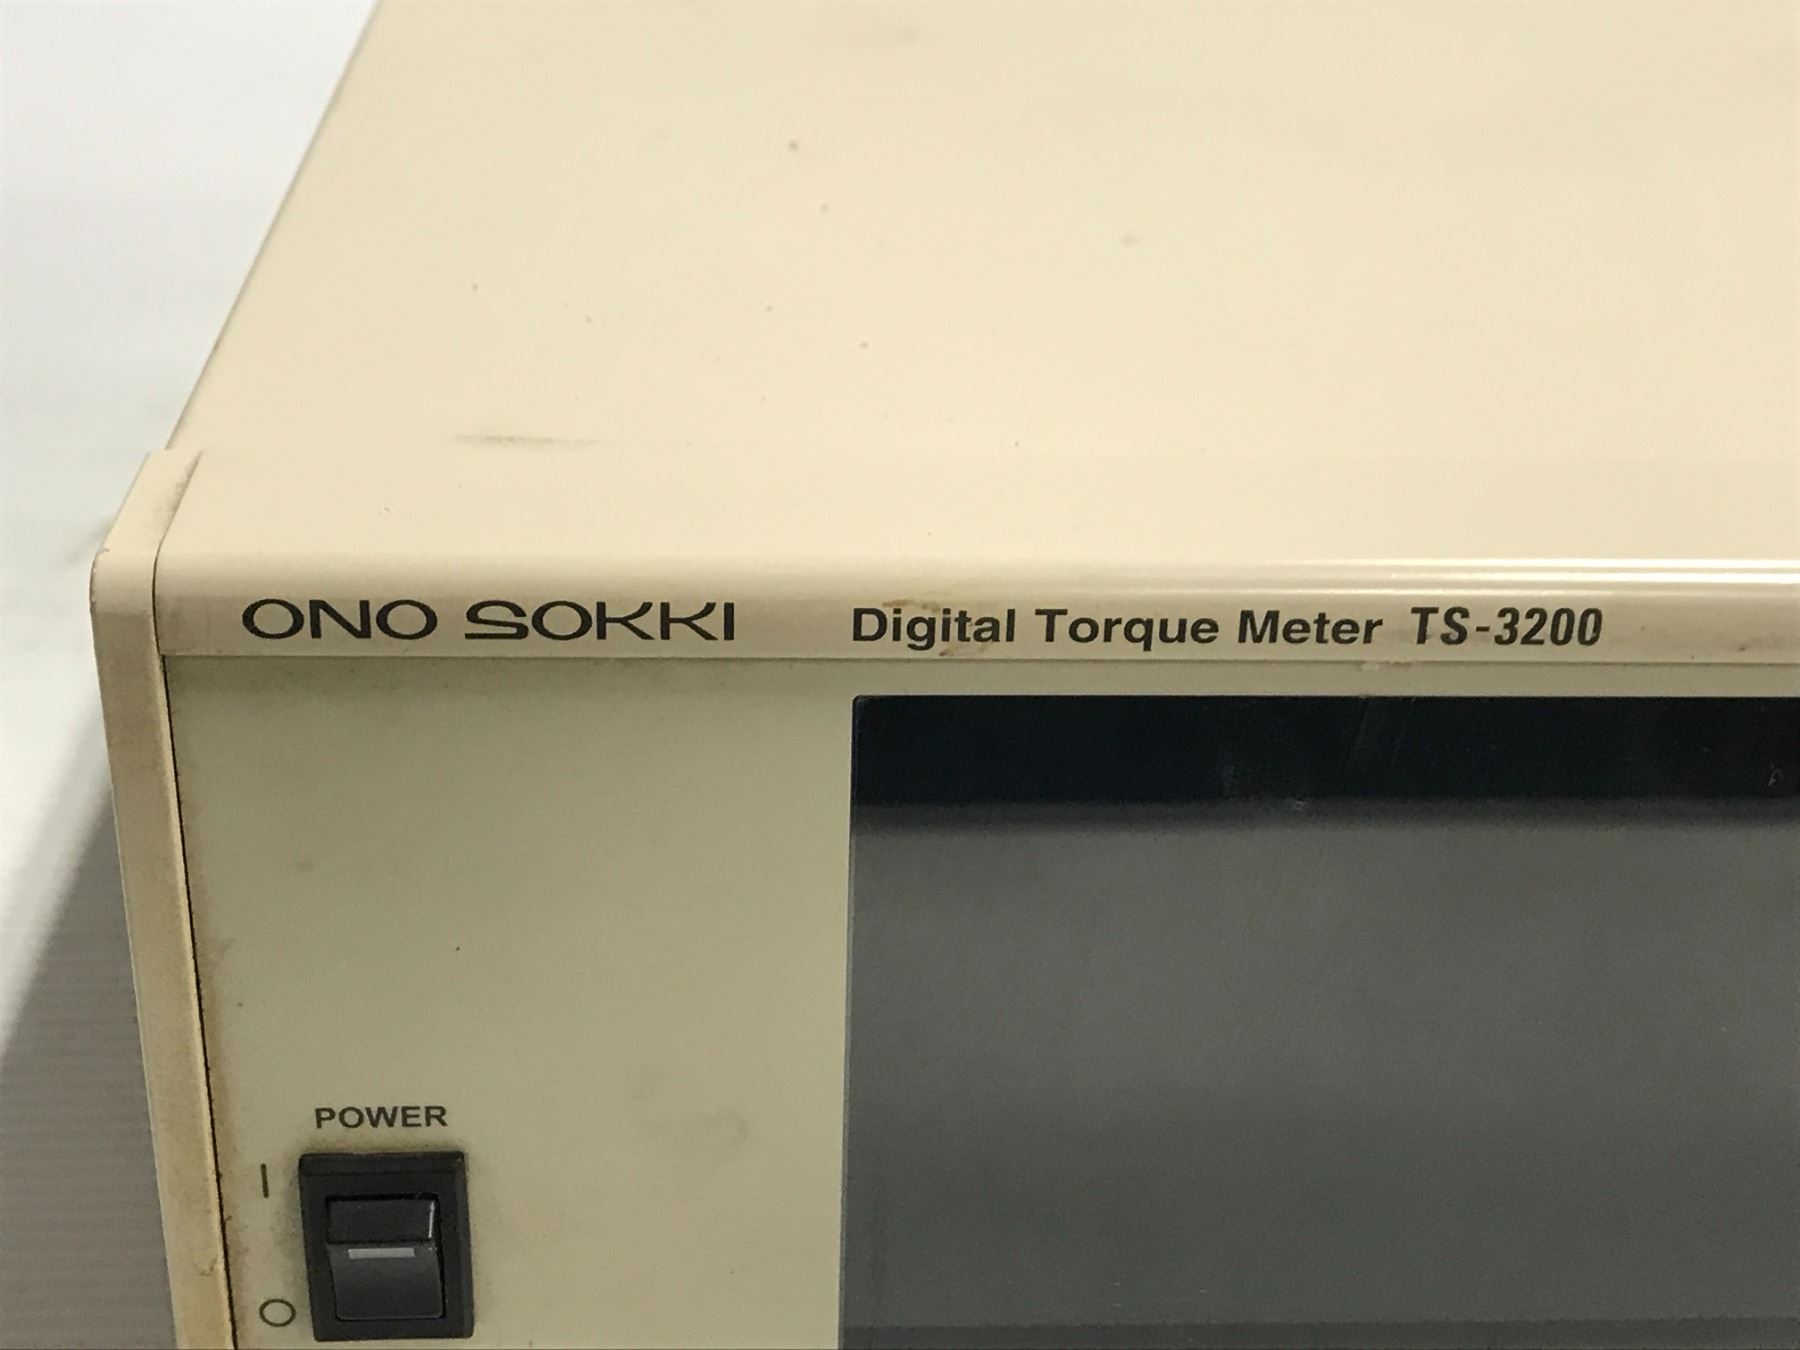 ONO SOKKI Digital Torque Meter TS-3200
POWER
I
O